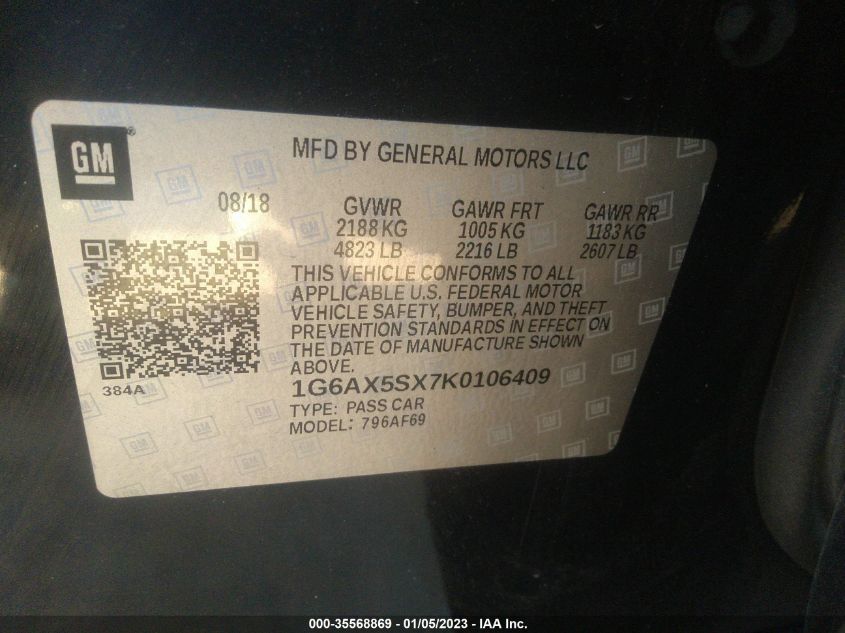 GM
MFD BY GENERAL MOTORS LLC
08/18 GVWR GAWR FRT GAWR RR
2188 KG 1005 KG 1183 KG
4823 LB 2216 LB 2607 LB
THIS VEHICLE CONFORMS TO ALL
APPLICABLE U.S. FEDERAL MOTOR
VEHICLE SAFETY, BUMPER, AND THEFT
PREVENTION STANDARDS IN EFFECT ON
THE DATE OF MANUFACTURE SHOWN
ABOVE.
384A
1G6AX5SX7K0106409
TYPE: PASS CAR
MODEL: 796AF69
000-35568869 - 01/05/2023 - IAA Inc.